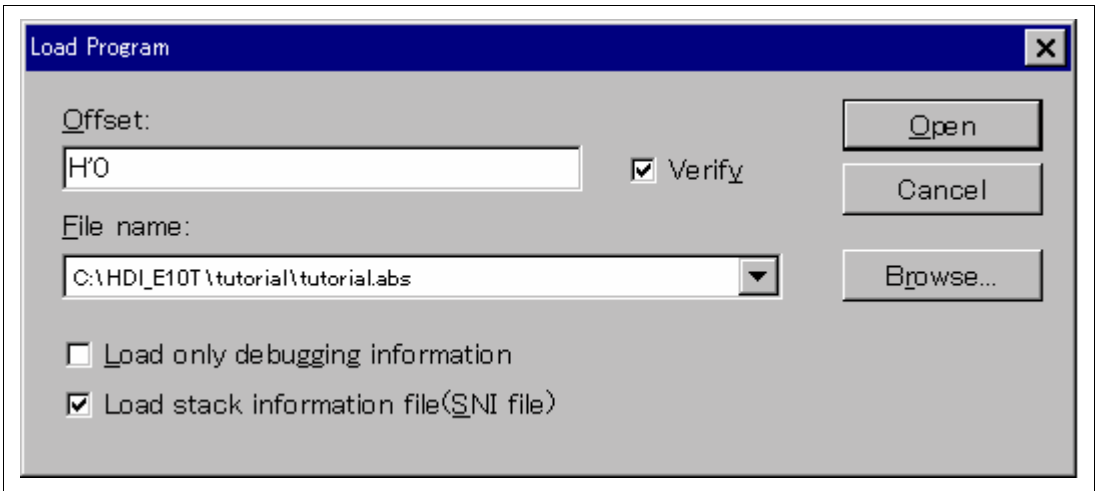 Load Program
Offset:
Open
H'0
Verify
Cancel
File name:
C:\HDI_E10T\tutorial\tutorial.abs
Browse...
Load only debugging information
Load stack information file(SNI file)